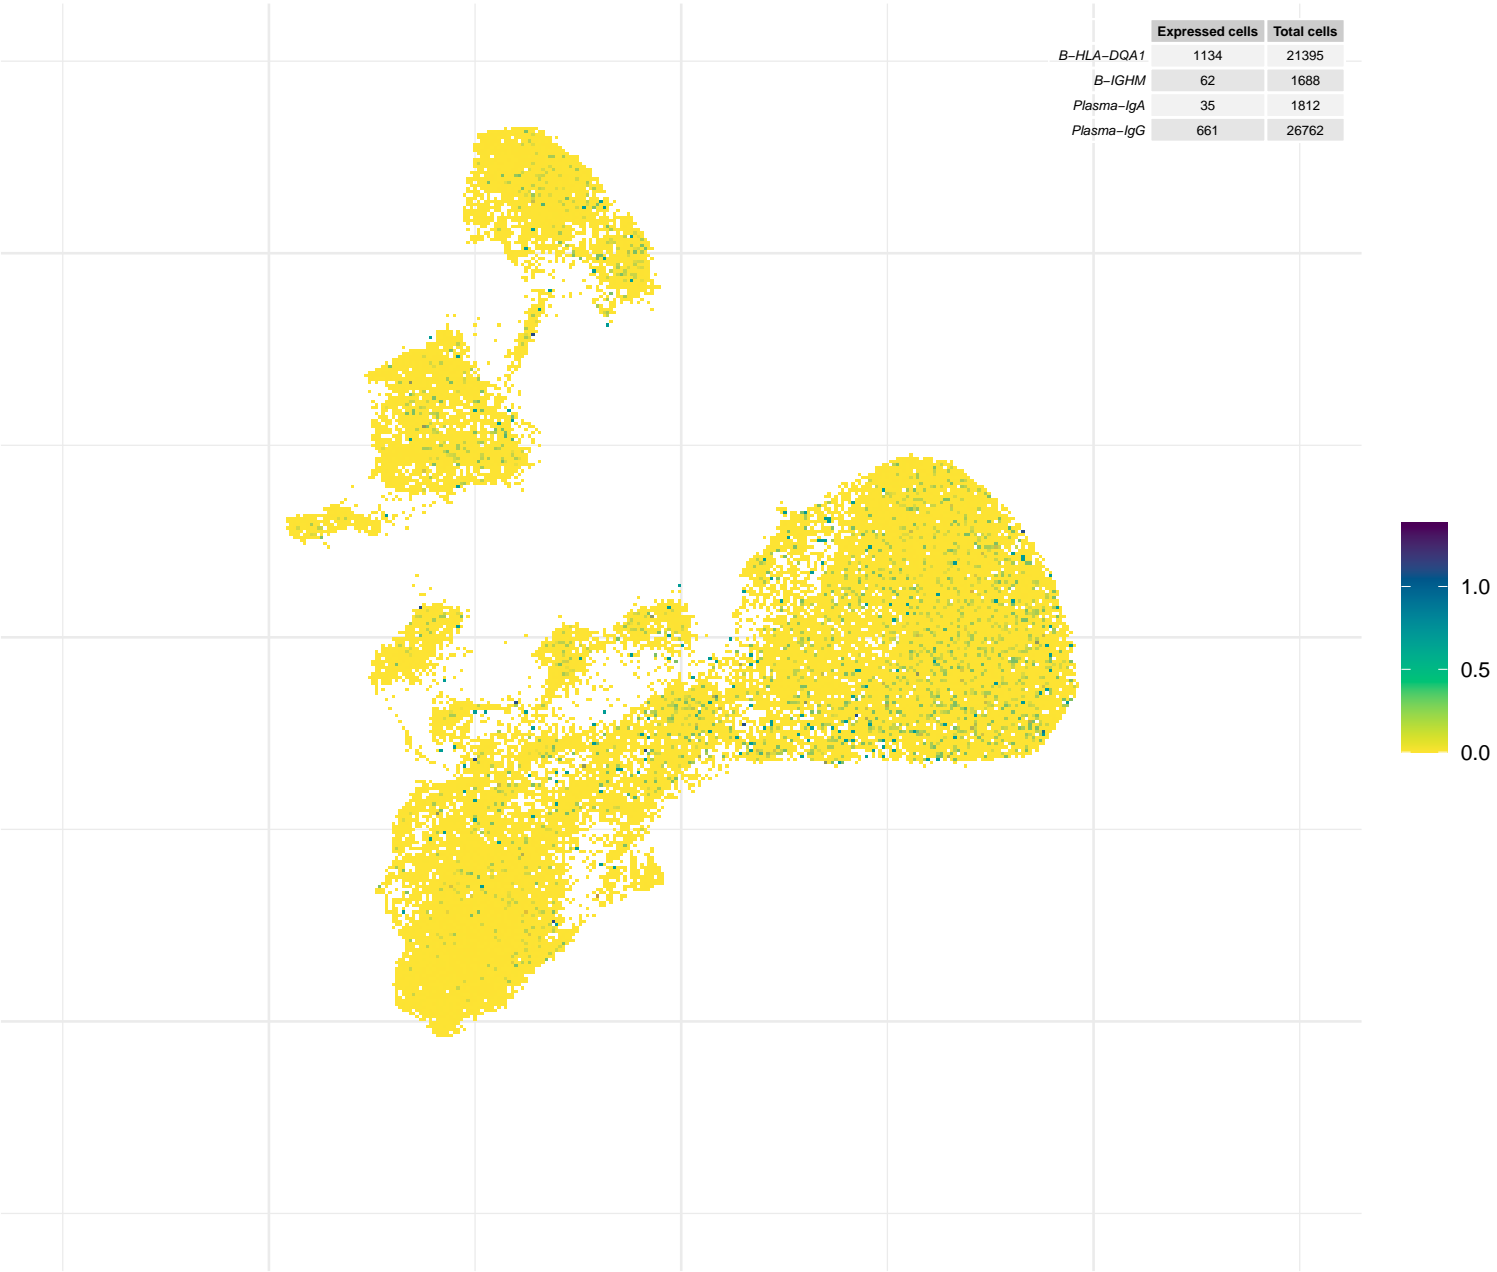 Expressed cells Total cells
B−HLA−DQA1 1134 21395
B−IGHM 62 1688
Plasma−IgA 35 1812
Plasma−IgG 661 26762
1.0
0.5
0.0